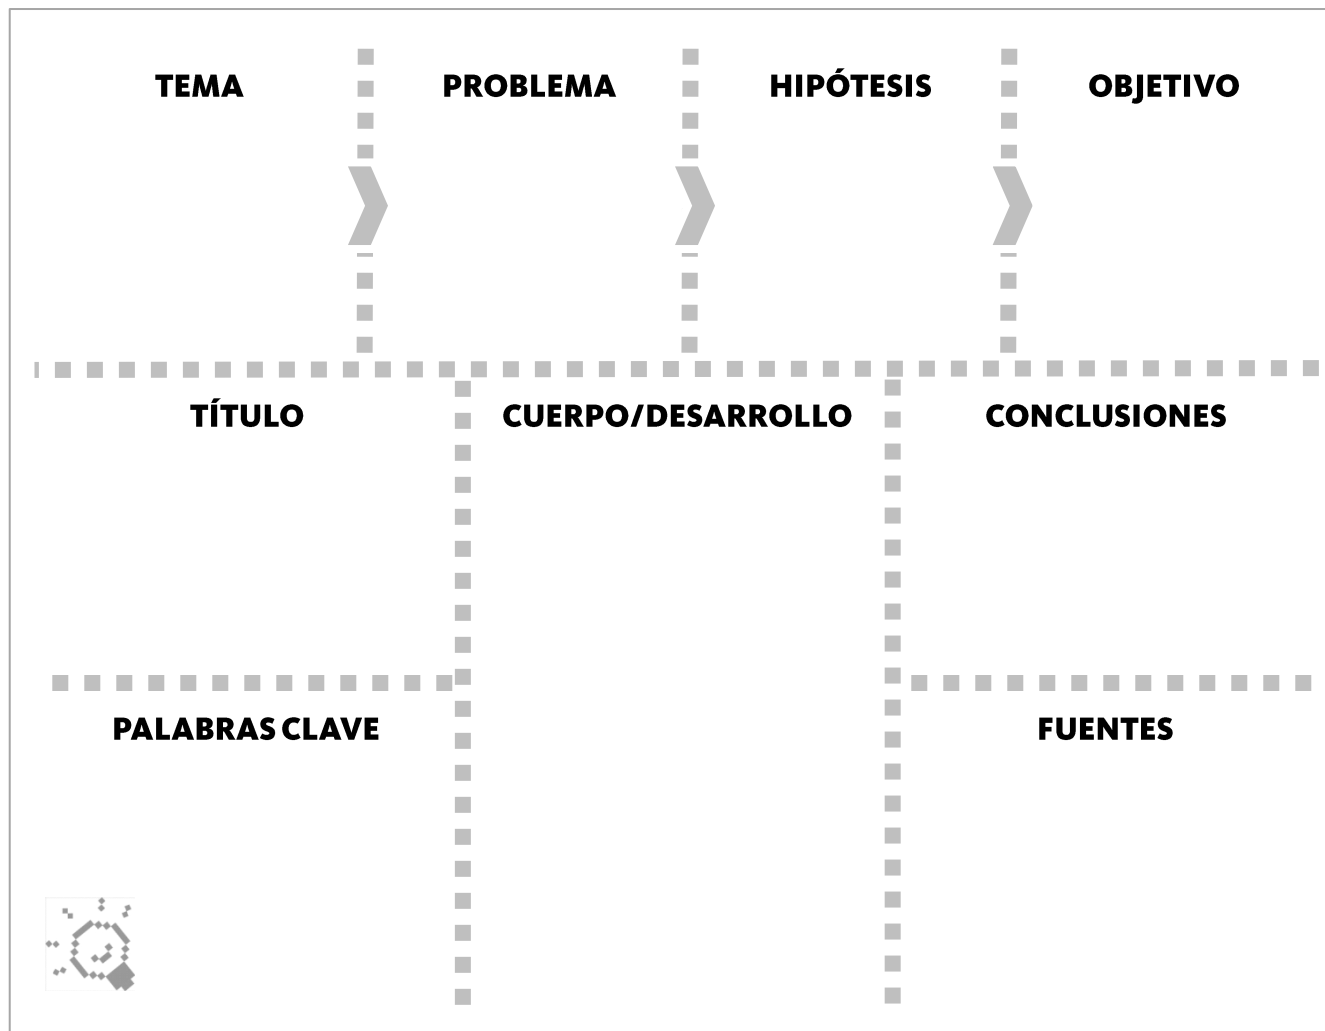 TEMA
PROBLEMA
HIPÓTESIS
OBJETIVO
TÍTULO
CUERPO/DESARROLLO
CONCLUSIONES
PALABRAS CLAVE
FUENTES